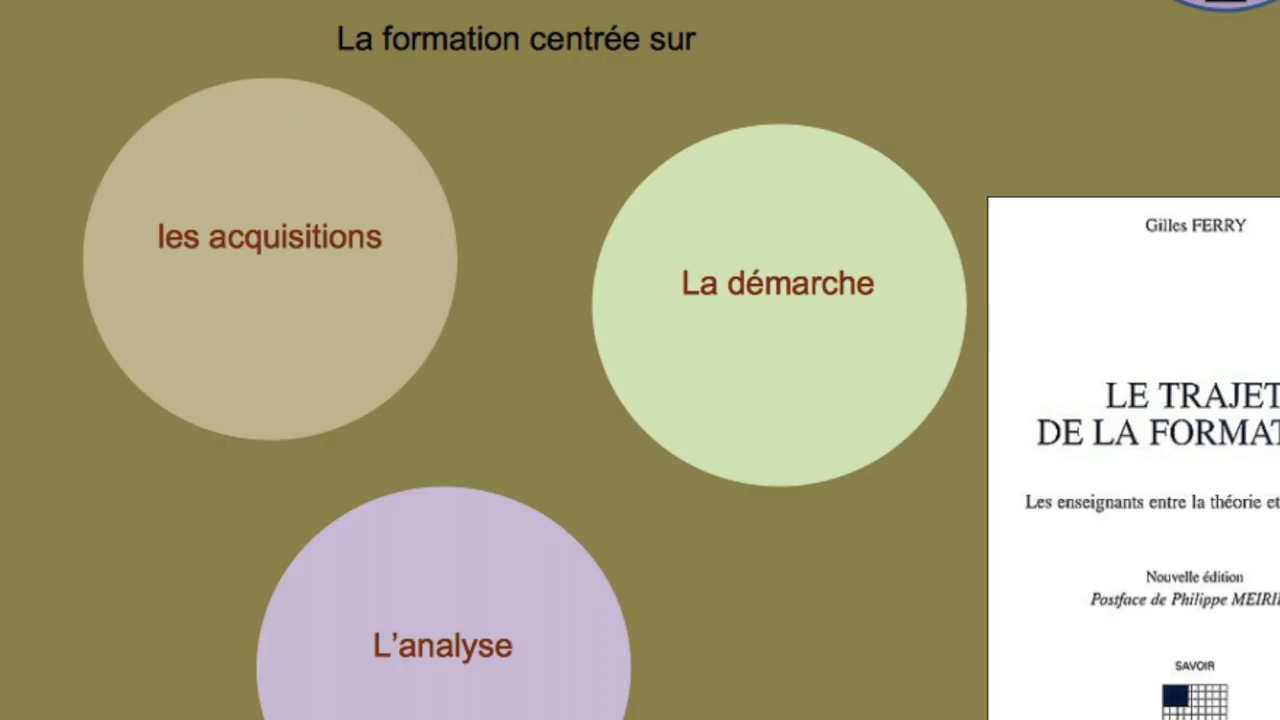 La formation centrée sur
les acquisitions
La démarche
L’analyse
Gilles FERRY
LE TRAJET
DE LA FORMAT
Les enseignants entre la théorie et
Nouvelle édition
Postface de Philippe MEIRI
SAVOIR